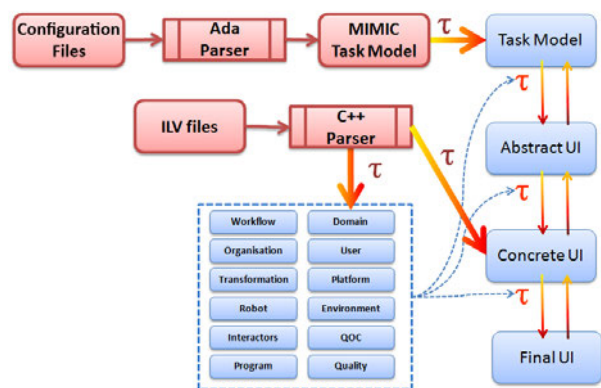 Configuration
Files
Ada
Parser
MIMIC
Task Model
τ
Task Model
τ
ILV files
C++
Parser
τ
τ
Abstract UI
τ
Workflow
Domain
Organisation
User
Transformation
Platform
Robot
Environment
Interactors
QOC
Program
Quality
Concrete UI
τ
Final UI